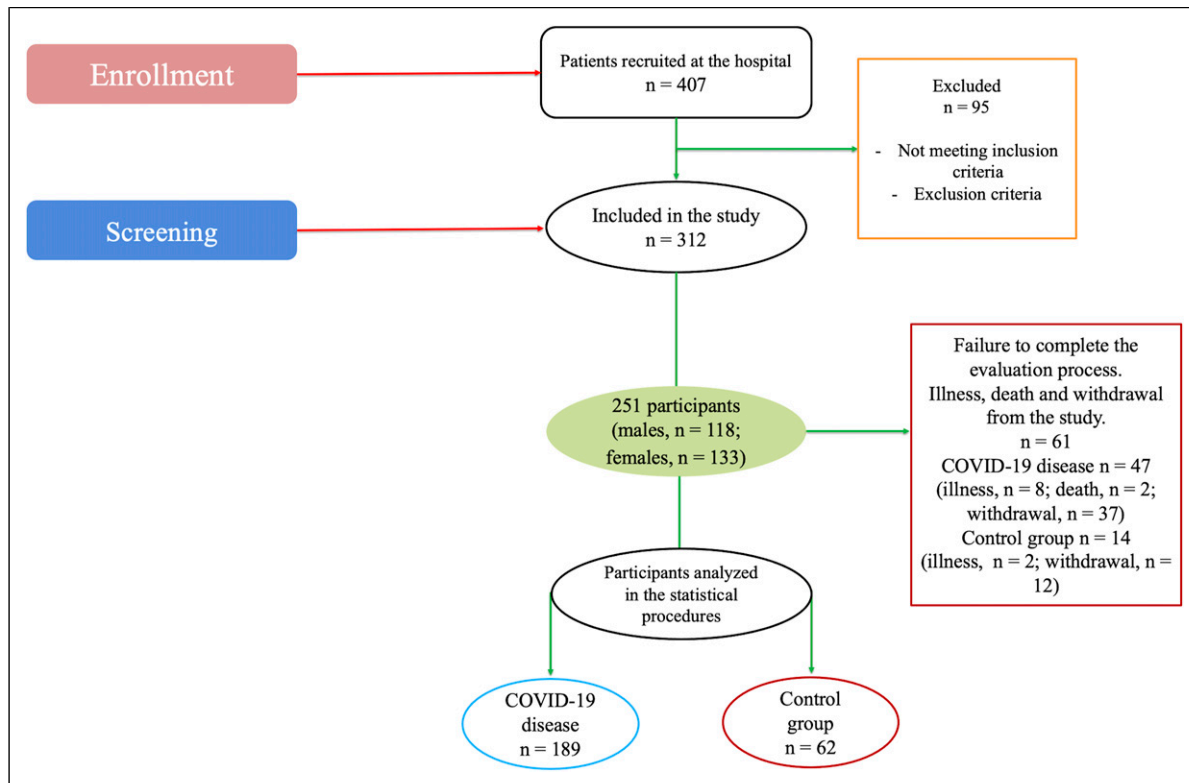 Enrollment
Patients recruited at the hospital
n = 407
Excluded
n = 95
- Not meeting inclusion
criteria
- Exclusion criteria
Screening
Included in the study
n = 312
251 participants
(males, n = 118;
females, n = 133)
Failure to complete the
evaluation process.
Illness, death and withdrawal
from the study.
n = 61
COVID-19 disease n = 47
(illness, n = 8; death, n = 2;
withdrawal, n = 37)
Control group n = 14
(illness, n = 2; withdrawal, n =
12)
Participants analyzed
in the statistical
procedures
COVID-19
disease
n = 189
Control
group
n = 62